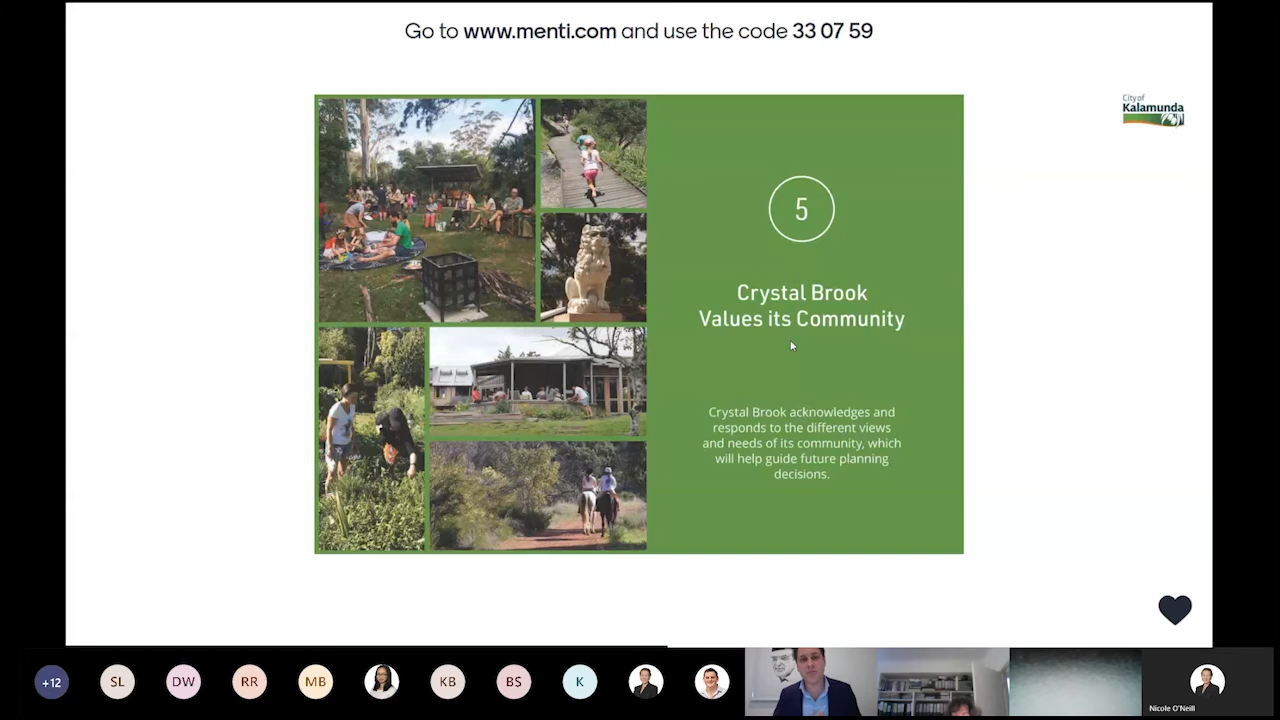 Go to www.menti.com and use the code 33 07 59
City of
Kalamunda
5
Crystal Brook
Values its Community
Crystal Brook acknowledges and
responds to the different views
and needs of its community, which
will help guide future planning
decisions.
+12
SL
DW
RR
MB
KB
BS
K
Nicole O'Neill